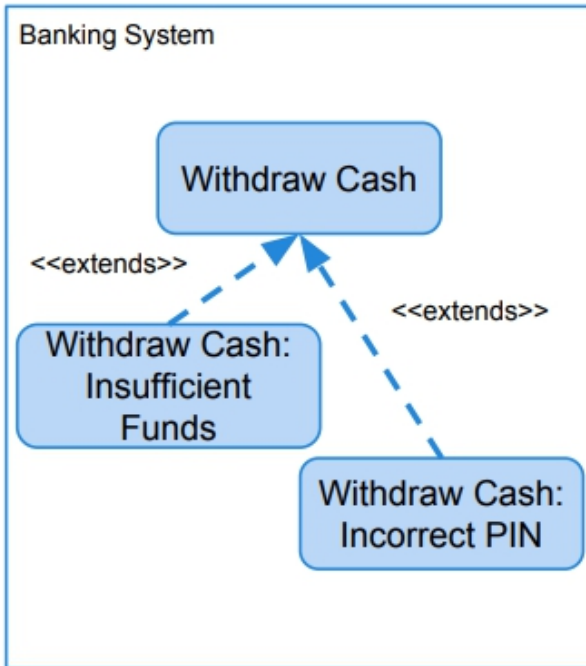 Banking System
Withdraw Cash
<<extends>>
<<extends>>
Withdraw Cash:
Insufficient
Funds
Withdraw Cash:
Incorrect PIN